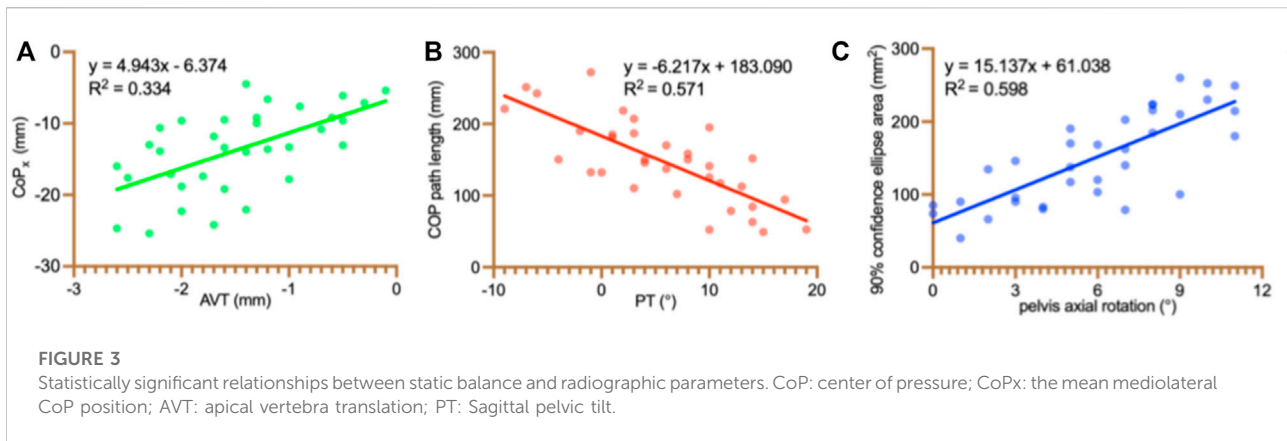 A
y = 4.943x - 6.374
R² = 0.334
0
-10
-20
-30
CoPx (mm)
-3
-2
-1
0
AVT (mm)
B
y = -6.217x + 183.090
R² = 0.571
300
200
100
0
COP path length (mm)
-10
0
10
20
PT (°)
C
y = 15.137x + 61.038
R² = 0.598
300
200
100
0
90% confidence ellipse area (mm²)
0
3
6
9
12
pelvis axial rotation (°)
FIGURE 3
Statistically significant relationships between static balance and radiographic parameters. CoP: center of pressure; CoPx: the mean mediolateral
CoP position; AVT: apical vertebra translation; PT: Sagittal pelvic tilt.